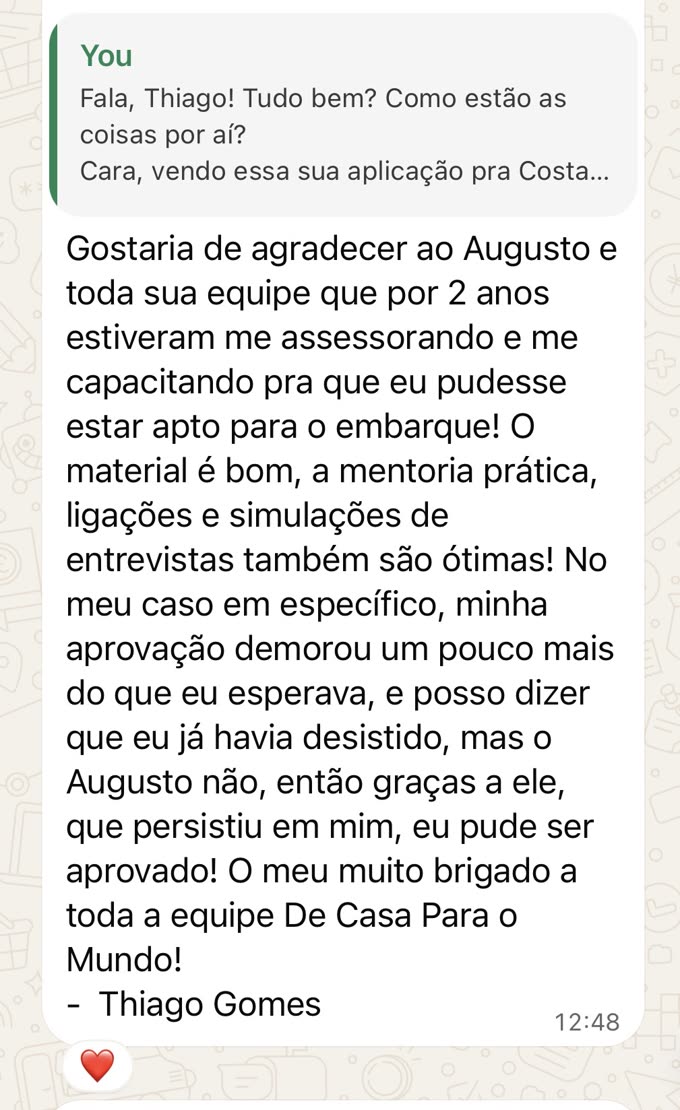 You
Fala, Thiago! Tudo bem? Como estão as
coisas por aí?
Cara, vendo essa sua aplicação pra Costa...
Gostaria de agradecer ao Augusto e
toda sua equipe que por 2 anos
estiveram me assessorando e me
capacitando pra que eu pudesse
estar apto para o embarque! O
material é bom, a mentoria prática,
ligações e simulações de
entrevistas também são ótimas! No
meu caso em específico, minha
aprovação demorou um pouco mais
do que eu esperava, e posso dizer
que eu já havia desistido, mas o
Augusto não, então graças a ele,
que persistiu em mim, eu pude ser
aprovado! O meu muito brigado a
toda a equipe De Casa Para o
Mundo!
- Thiago Gomes
12:48